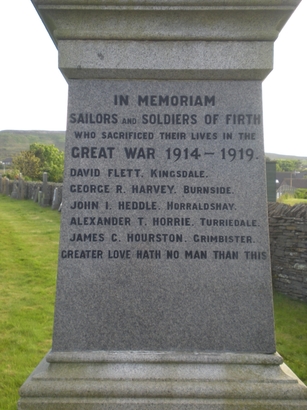 IN MEMORIAM
SAILORS AND SOLDIERS OF FIRTH
WHO SACRIFICED THEIR LIVES IN THE
GREAT WAR 1914 – 1919.
DAVID FLETT. KINGSDALE.
GEORGE R. HARVEY. BURNSIDE.
JOHN I. HEDDLE. HORRALDSHAY.
ALEXANDER T. HORRIE. TURRIEDALE.
JAMES C. HOURSTON. GRIMBISTER.
GREATER LOVE HATH NO MAN THAN THIS